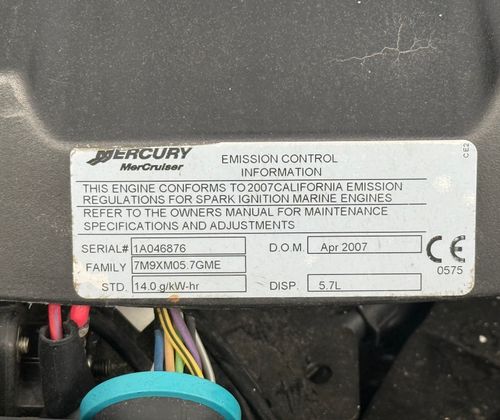 MERCURY
MerCruiser
EMISSION CONTROL
INFORMATION
CE2
THIS ENGINE CONFORMS TO 2007CALIFORNIA EMISSION
REGULATIONS FOR SPARK IGNITION MARINE ENGINES
REFER TO THE OWNERS MANUAL FOR MAINTENANCE
SPECIFICATIONS AND ADJUSTMENTS
SERIAL# 1A046876 D.O.M. Apr 2007
FAMILY 7M9XM05.7GME
STD. 14.0 g/kW-hr DISP. 5.7L
CE
0575